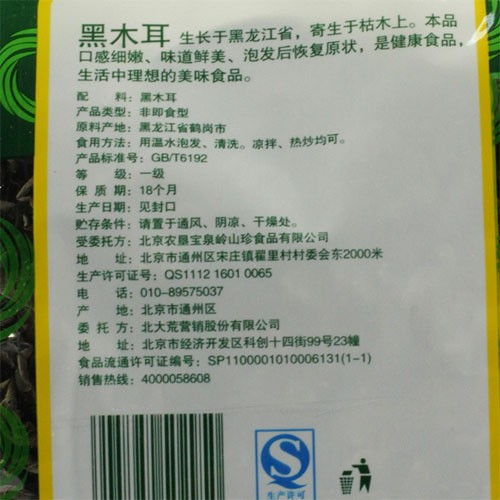 黑木耳 生长于黑龙江省，寄生于枯木上。本品
口感细嫩、味道鲜美、泡发后恢复原状，是健康食品，
生活中理想的美味食品。
配 料：黑木耳
产品类型：非即食型
原料产地：黑龙江省鹤岗市
食用方法：用温水泡发、清洗。凉拌、热炒均可。
产品标准号：GB/T6192
等 级：一级
保 质 期：18个月
生产日期：见封口
贮存条件：请置于通风、阴凉、干燥处。
受委托方：北京农垦宝泉岭山珍食品有限公司
地 址：北京市通州区宋庄镇翟里村村委会东2000米
生产许可证号：QS1112 1601 0065
电 话：010-89575037
产 地：北京市通州区
委 托 方：北大荒营销股份有限公司
地 址：北京市经济开发区科创十四街99号23幢
食品流通许可证编号：SP1100001010006131(1-1)
销售热线：4000058608
QS
生产许可